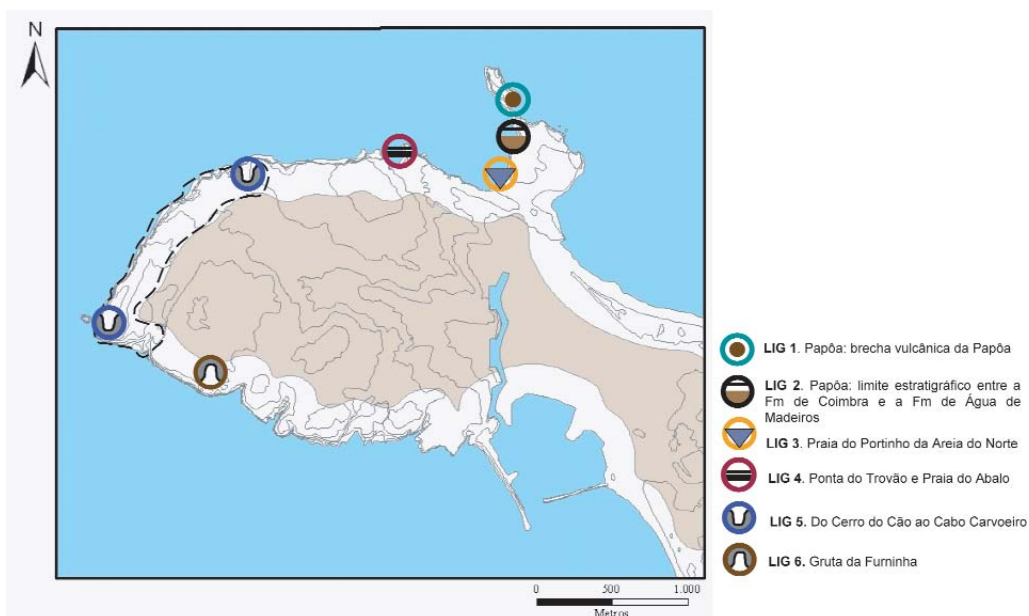 N
LIG 1. Papôa: brecha vulcânica da Papôa
LIG 2. Papôa: limite estratigráfico entre a
Fm de Coimbra e a Fm de Água de
Madeiros
LIG 3. Praia do Portinho da Areia do Norte
LIG 4. Ponta do Trovão e Praia do Abalo
LIG 5. Do Cerro do Cão ao Cabo Carvoeiro
LIG 6. Gruta da Furninha
0 500 1.000
Metros